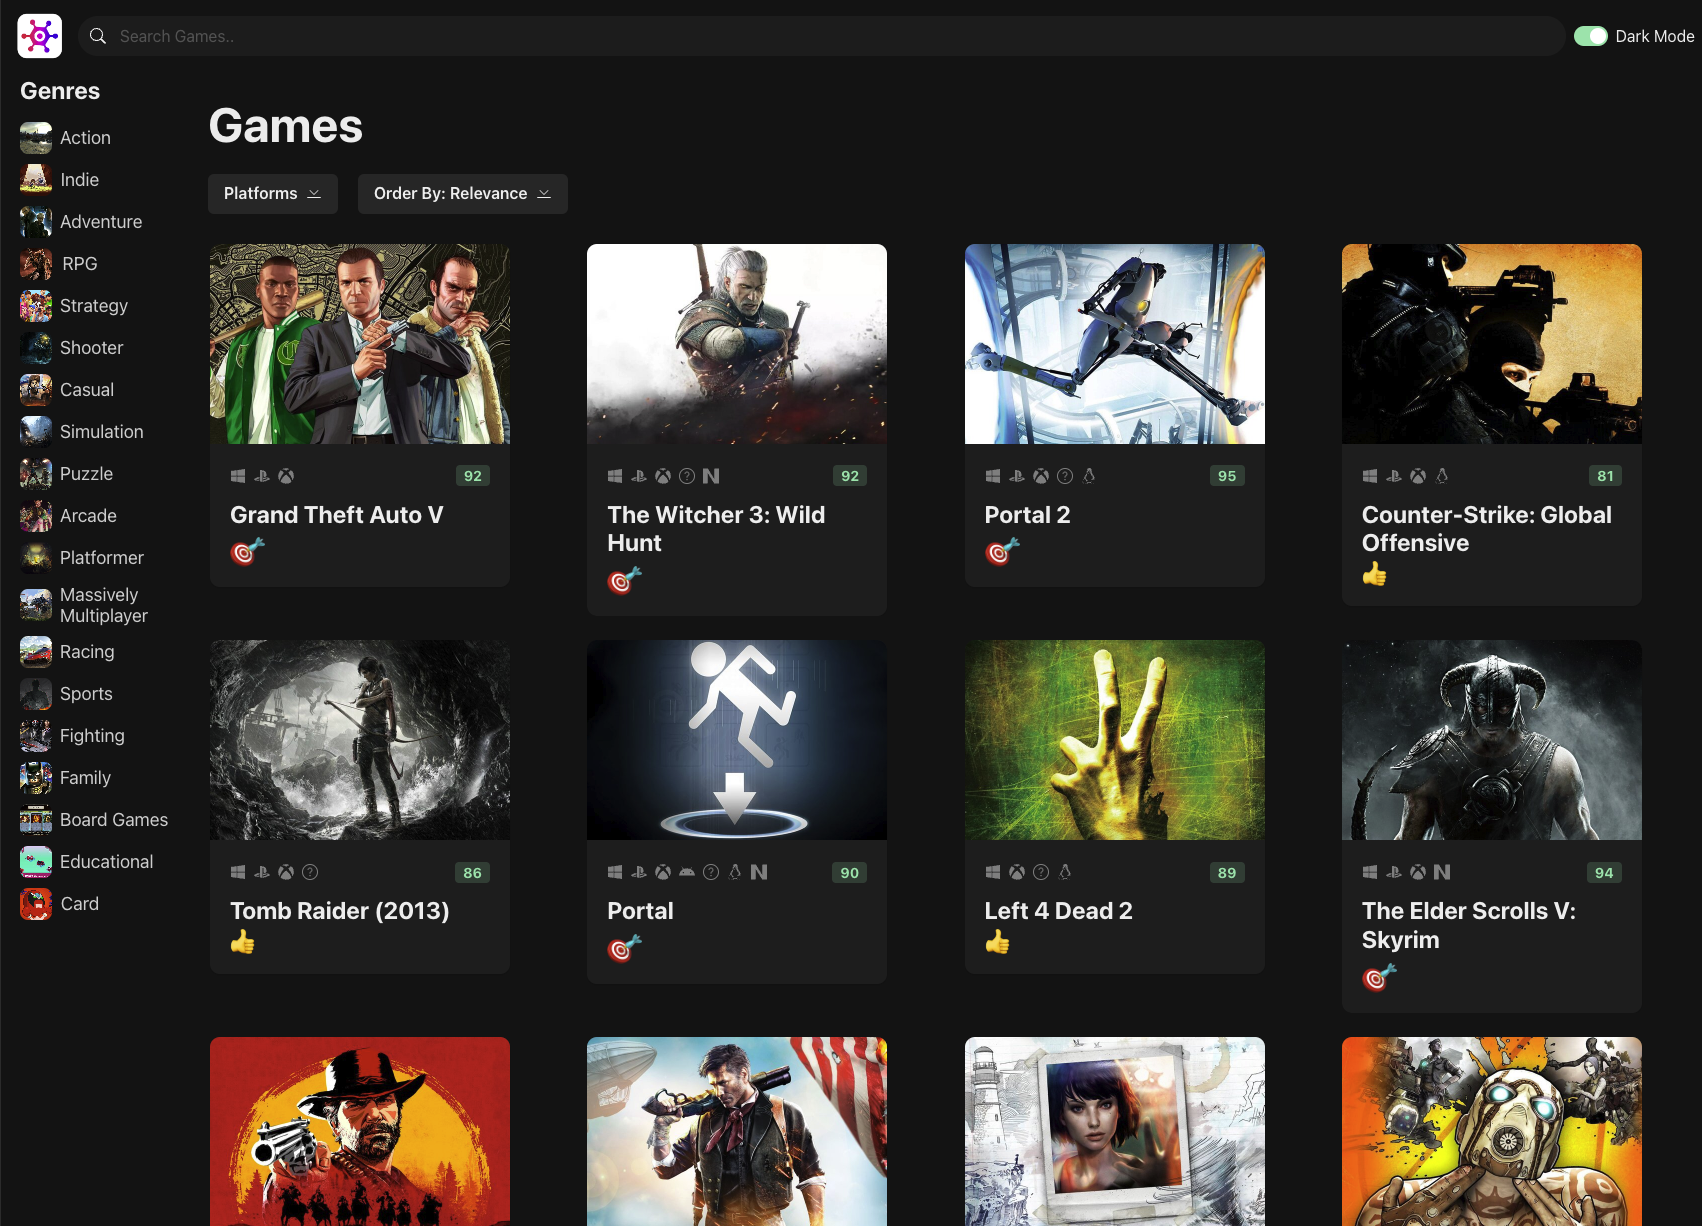 Search Games..
Dark Mode
Genres
Action
Indie
Adventure
RPG
Strategy
Shooter
Casual
Simulation
Puzzle
Arcade
Platformer
Massively
Multiplayer
Racing
Sports
Fighting
Family
Board Games
Educational
Card
Games
Platforms
Order By: Relevance
92
Grand Theft Auto V
92
The Witcher 3: Wild
Hunt
95
Portal 2
81
Counter-Strike: Global
Offensive
86
Tomb Raider (2013)
90
Portal
89
Left 4 Dead 2
94
The Elder Scrolls V:
Skyrim